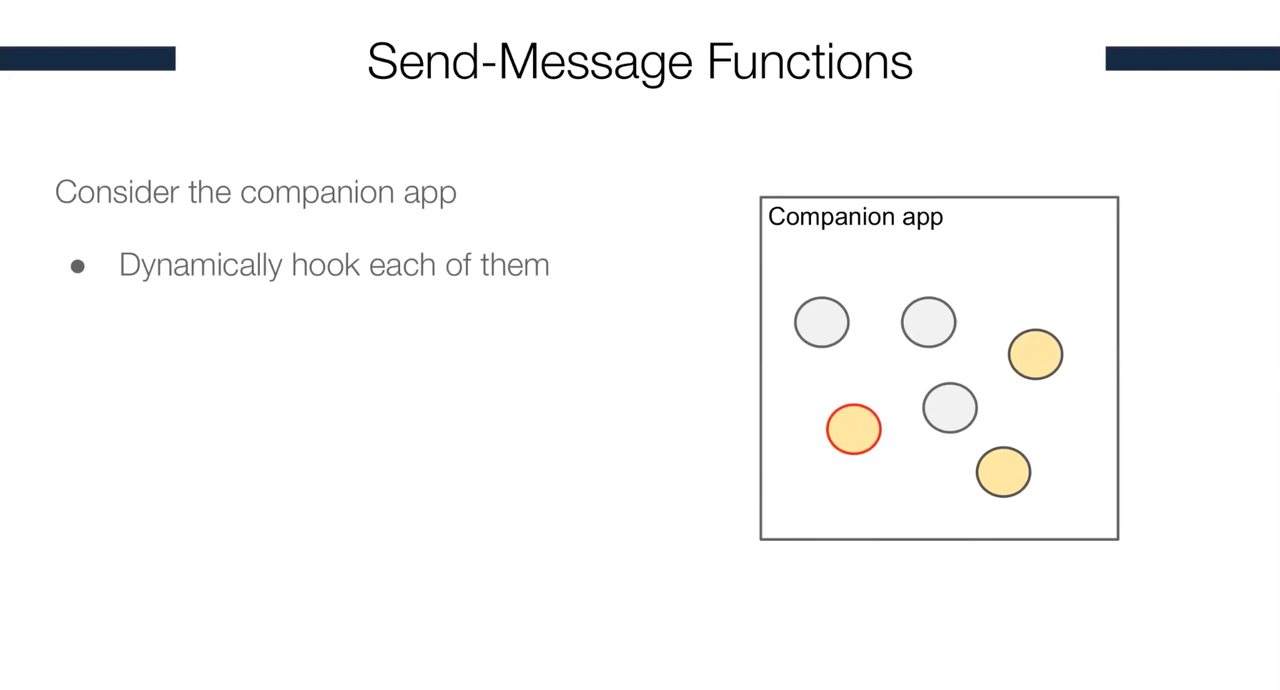 Send-Message Functions
Consider the companion app
● Dynamically hook each of them
Companion app